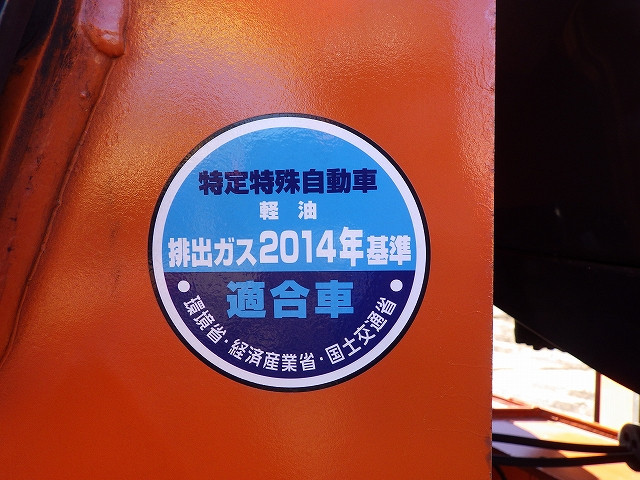 特定特殊自動車
軽油
排出ガス2014年基準
適合車
環境省・経済産業省・国土交通省